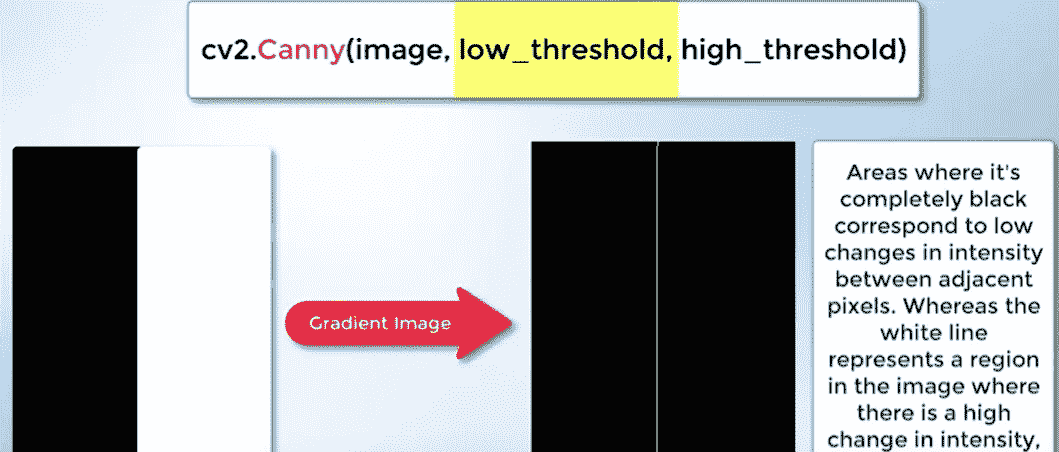 cv2.Canny(image, low_threshold, high_threshold)
Gradient Image
Areas where it's
completely black
correspond to low
changes in intensity
between adjacent
pixels. Whereas the
white line
represents a region
in the image where
there is a high
change in intensity,